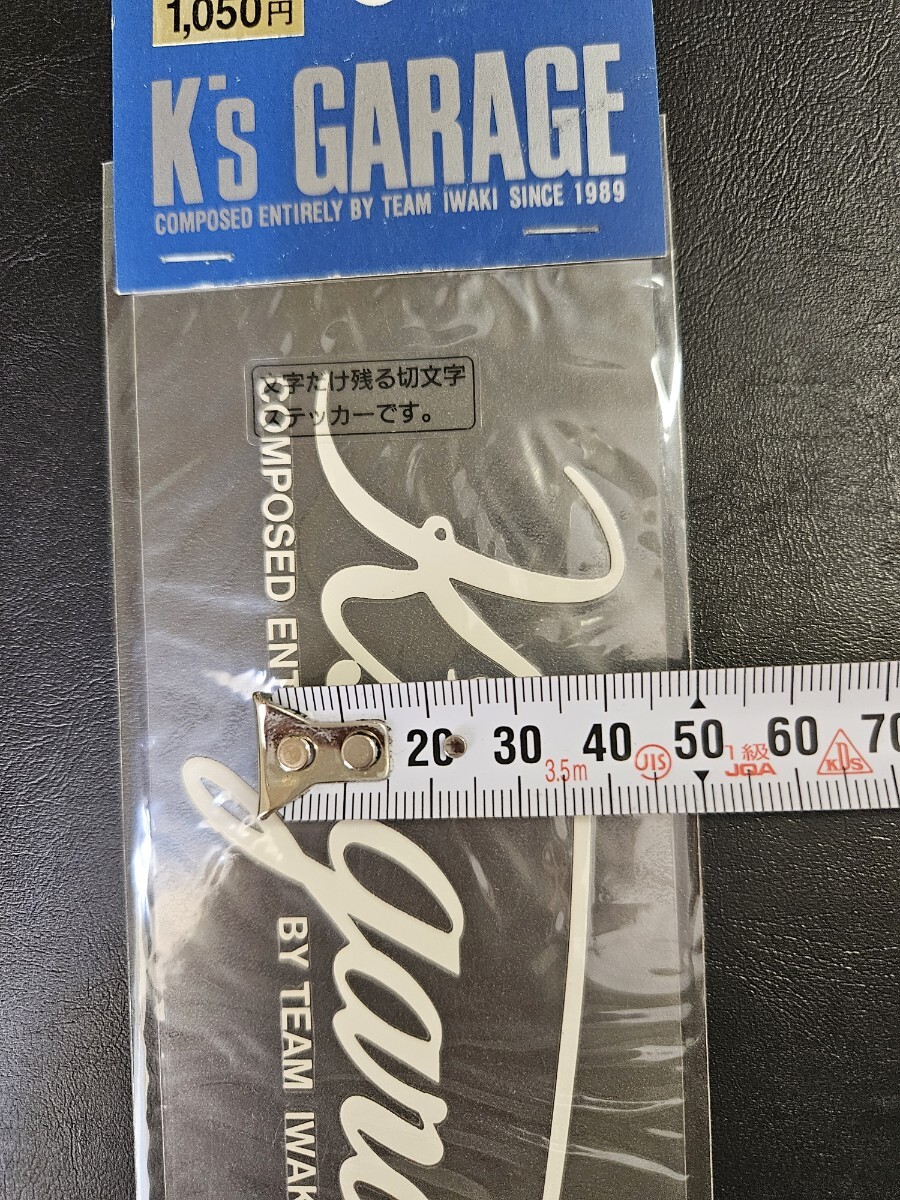 1,050円
K's GARAGE
COMPOSED ENTIRELY BY TEAM IWAKI SINCE 1989
文字だけ残る切文字
ステッカーです。
COMPOSED ENT
K's
20 30 40 50 60 70
3.5m JIS 1級 JQA KDS
gara
BY TEAM IWAK